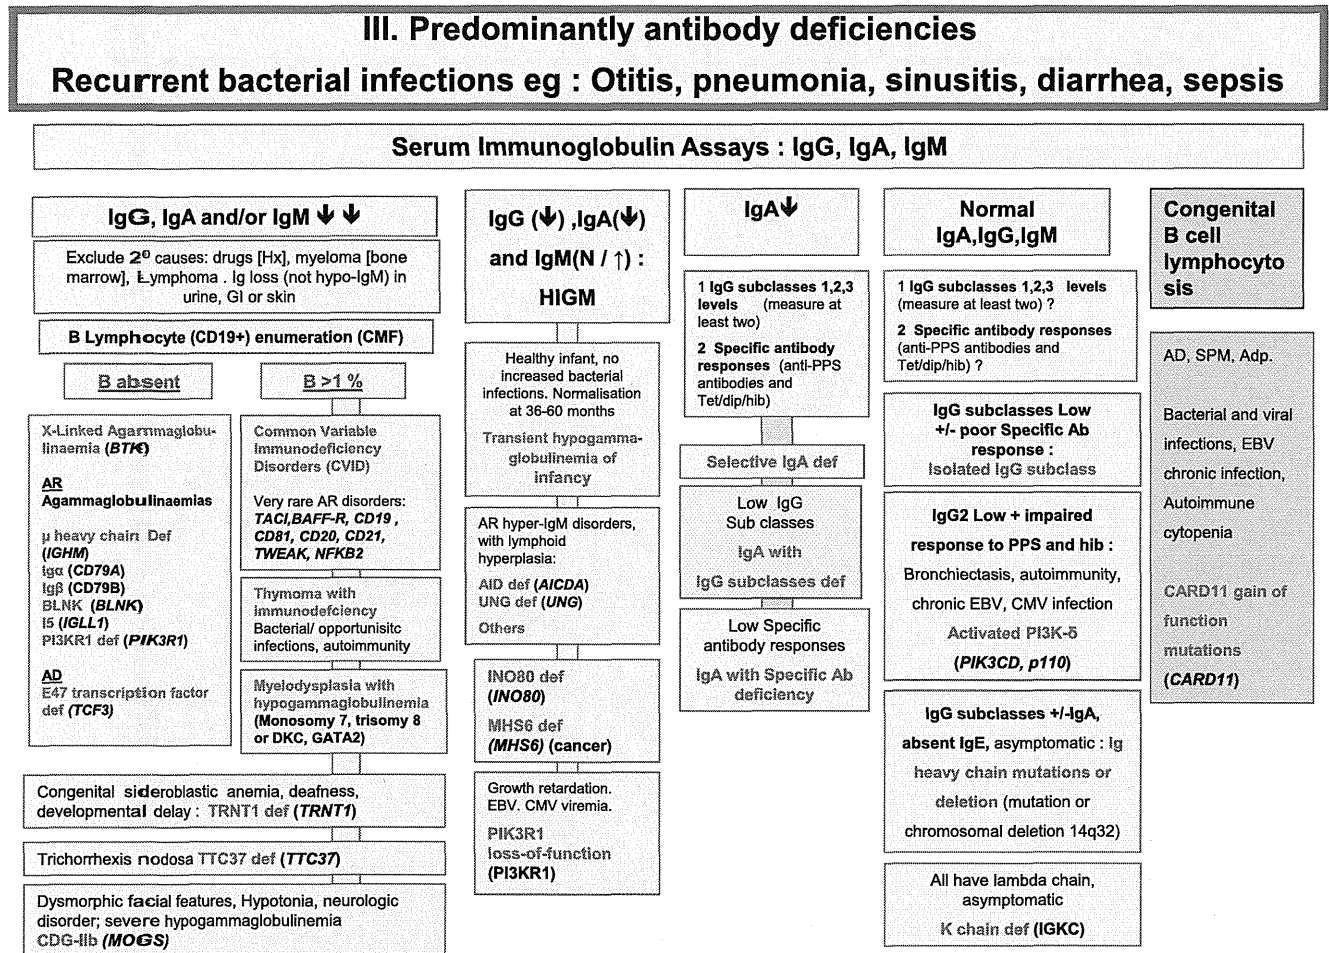 III. Predominantly antibody deficiencies
Recurrent bacterial infections eg : Otitis, pneumonia, sinusitis, diarrhea, sepsis
Serum Immunoglobulin Assays : IgG, IgA, IgM
IgG, IgA and/or IgM ↓ ↓
Exclude 2º causes: drugs [Hx], myeloma [bone
marrow], Lymphoma . Ig loss (not hypo-IgM) in
urine, GI or skin
B Lymphocyte (CD19+) enumeration (CMF)
B absent
X-Linked Agammaglobu-
linaemia (BTK)
AR
Agammaglobulinaemias
µ heavy chain Def
(IGHM)
Igα (CD79A)
Igβ (CD79B)
BLNK (BLNK)
l5 (IGLL1)
PI3KR1 def (PIK3R1)
AD
E47 transcription factor
def (TCF3)
B >1 %
Common Variable
Immunodeficiency
Disorders (CVID)
Very rare AR disorders:
TACI,BAFF-R, CD19 ,
CD81, CD20, CD21,
TWEAK, NFKB2
Thymoma with
immunodefciency
Bacterial/ opportunisitc
infections, autoimmunity
Myelodysplasia with
hypogammaglobulinemia
(Monosomy 7, trisomy 8
or DKC, GATA2)
Congenital sideroblastic anemia, deafness,
developmental delay : TRNT1 def (TRNT1)
Trichorrhexis nodosa TTC37 def (TTC37)
Dysmorphic facial features, Hypotonia, neurologic
disorder; severe hypogammaglobulinemia
CDG-IIb (MOGS)
IgG (↓) ,IgA(↓)
and IgM(N / ↑) :
HIGM
Healthy infant, no
increased bacterial
infections. Normalisation
at 36-60 months
Transient hypogamma-
globulinemia of
infancy
AR hyper-IgM disorders,
with lymphoid
hyperplasia:
AID def (AICDA)
UNG def (UNG)
Others
INO80 def
(INO80)
MHS6 def
(MHS6) (cancer)
Growth retardation.
EBV. CMV viremia.
PIK3R1
loss-of-function
(PI3KR1)
IgA↓
1 IgG subclasses 1,2,3
levels (measure at
least two)
2 Specific antibody
responses (anti-PPS
antibodies and
Tet/dip/hib)
Selective IgA def
Low IgG
Sub classes
IgA with
IgG subclasses def
Low Specific
antibody responses
IgA with Specific Ab
deficiency
Normal
IgA,IgG,IgM
1 IgG subclasses 1,2,3 levels
(measure at least two) ?
2 Specific antibody responses
(anti-PPS antibodies and
Tet/dip/hib) ?
IgG subclasses Low
+/- poor Specific Ab
response :
Isolated IgG subclass
IgG2 Low + impaired
response to PPS and hib :
Bronchiectasis, autoimmunity,
chronic EBV, CMV infection
Activated PI3K-δ
(PIK3CD, p110)
IgG subclasses +/-IgA,
absent IgE, asymptomatic : Ig
heavy chain mutations or
deletion (mutation or
chromosomal deletion 14q32)
All have lambda chain,
asymptomatic
K chain def (IGKC)
Congenital
B cell
lymphocyto
sis
AD, SPM, Adp.
Bacterial and viral
infections, EBV
chronic infection,
Autoimmune
cytopenia
CARD11 gain of
function
mutations
(CARD11)